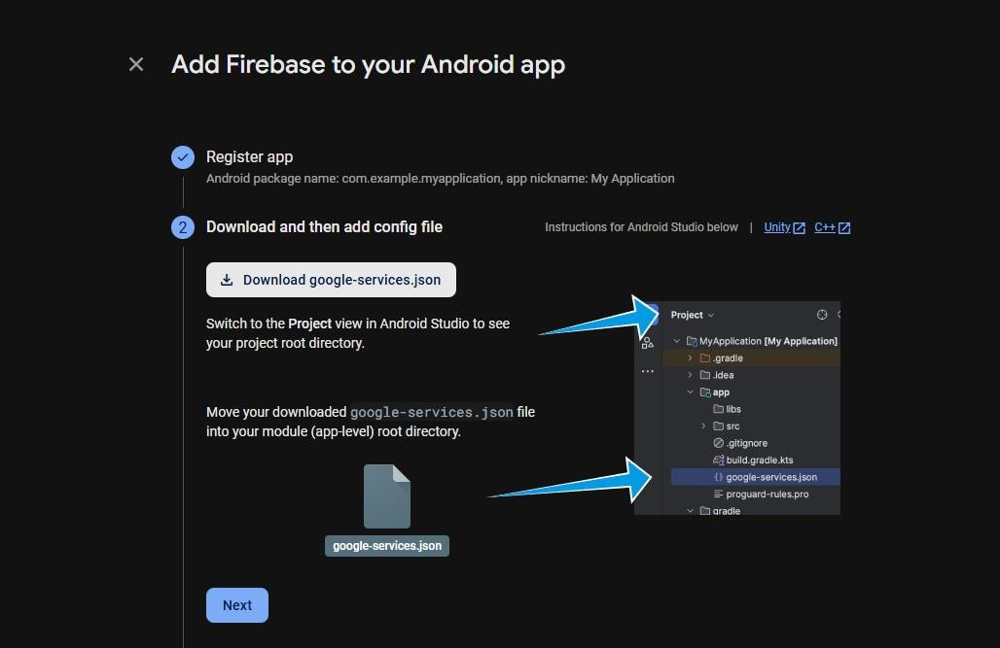 Add Firebase to your Android app
Register app
Android package name: com.example.myapplication, app nickname: My Application
2
Download and then add config file
Instructions for Android Studio below | Unity C++
Download google-services.json
Switch to the Project view in Android Studio to see
your project root directory.
Move your downloaded google-services.json file
into your module (app-level) root directory.
google-services.json
Project
MyApplication [My Application]
.gradle
.idea
app
libs
src
.gitignore
build.gradle.kts
{} google-services.json
proguard-rules.pro
gradle
Next